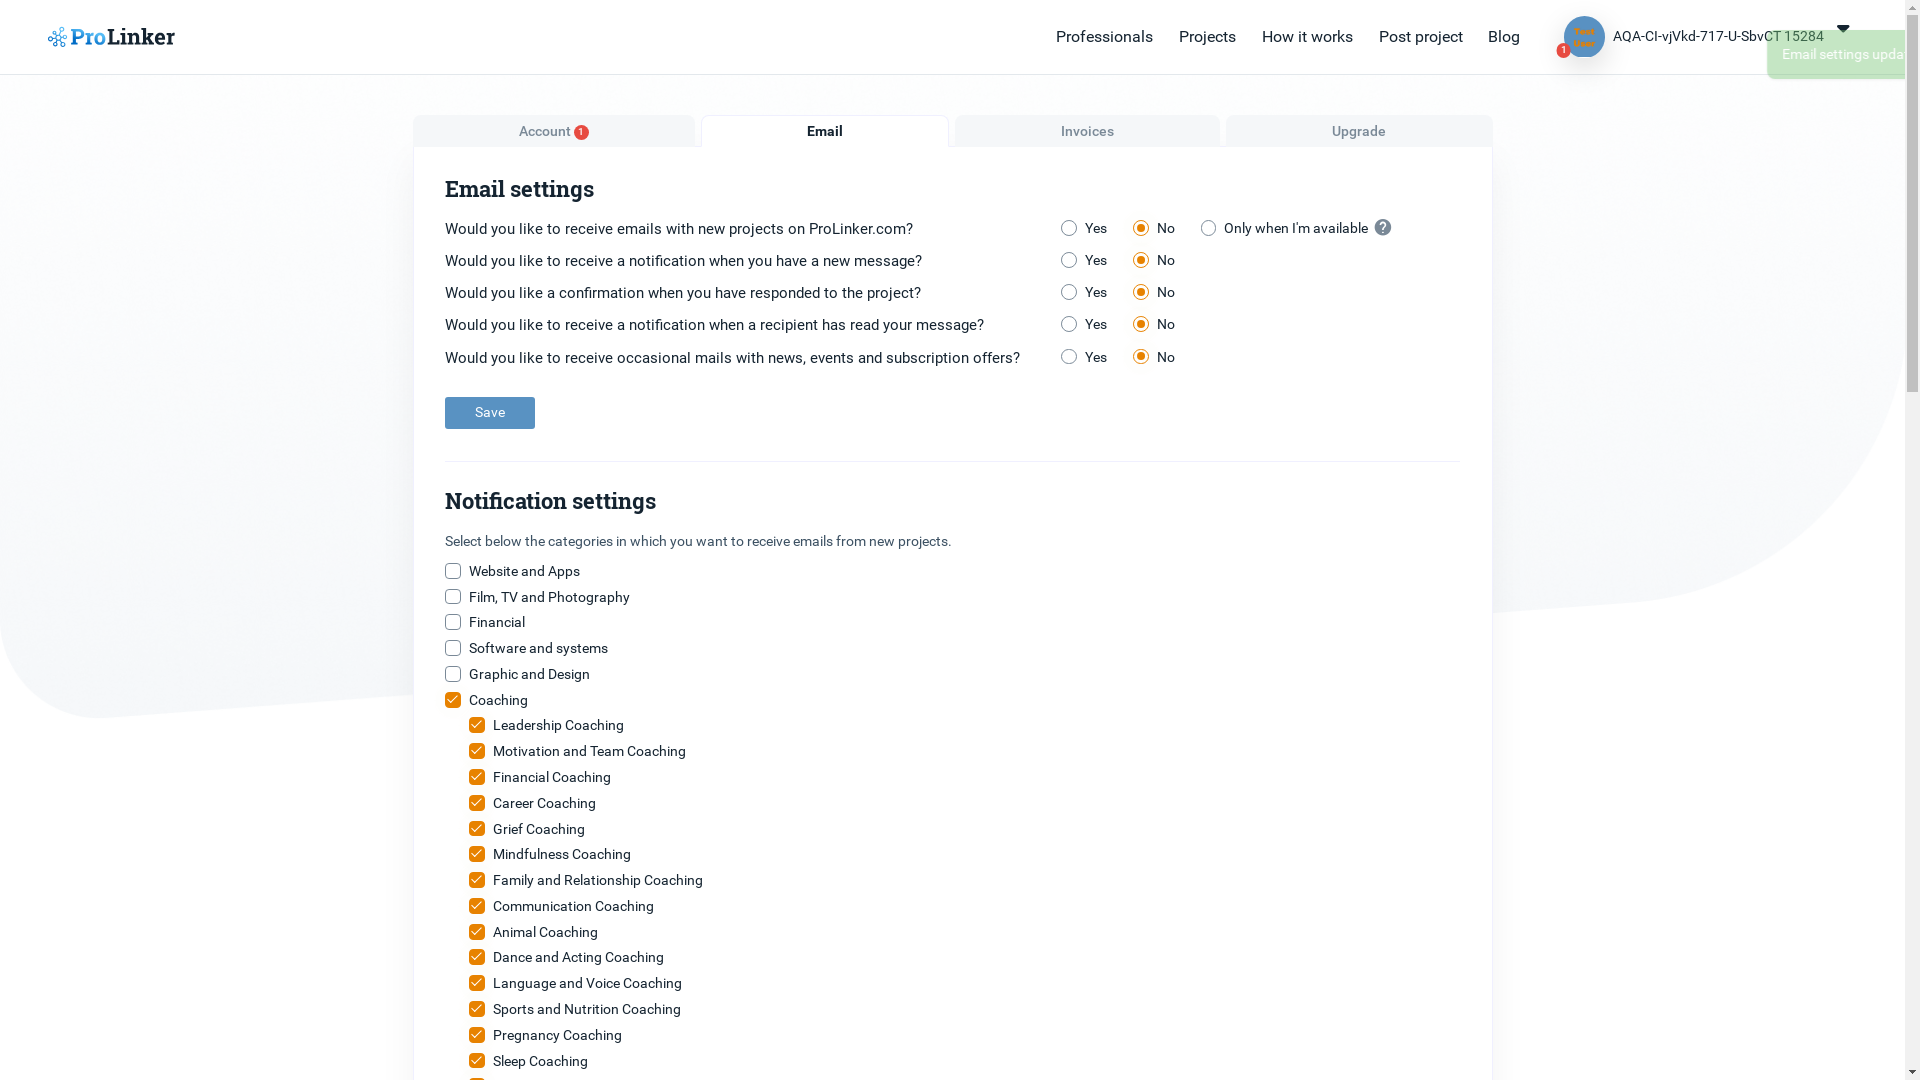 ProLinker
Professionals Projects How it works Post project Blog
Test User
1
AQA-CI-vjVkd-717-U-SbvCT 15284
Email settings upda
Account 1 Email Invoices Upgrade
Email settings
Would you like to receive emails with new projects on ProLinker.com? Yes No Only when I'm available ?
Would you like to receive a notification when you have a new message? Yes No
Would you like a confirmation when you have responded to the project? Yes No
Would you like to receive a notification when a recipient has read your message? Yes No
Would you like to receive occasional mails with news, events and subscription offers? Yes No
Save
Notification settings
Select below the categories in which you want to receive emails from new projects.
Website and Apps
Film, TV and Photography
Financial
Software and systems
Graphic and Design
Coaching
Leadership Coaching
Motivation and Team Coaching
Financial Coaching
Career Coaching
Grief Coaching
Mindfulness Coaching
Family and Relationship Coaching
Communication Coaching
Animal Coaching
Dance and Acting Coaching
Language and Voice Coaching
Sports and Nutrition Coaching
Pregnancy Coaching
Sleep Coaching